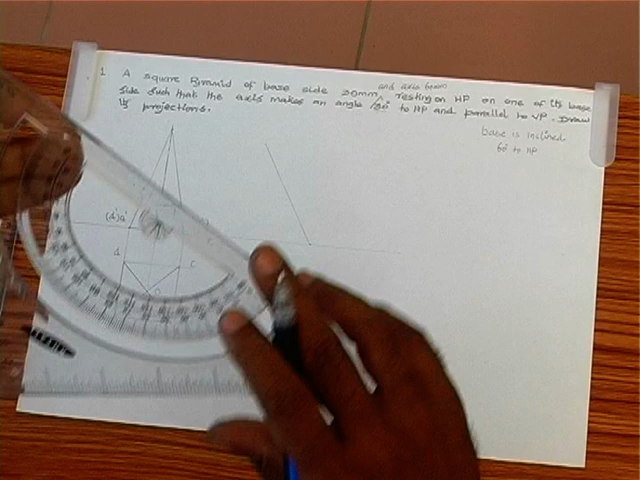 1. A square Pyramid of base side 30mm and axis 60mm resting on HP on one of its base
side such that the axis makes an angle 30° to HP and parallel to VP. Draw
its projections.
base is inclined
60° to HP
(d')a'
d
c